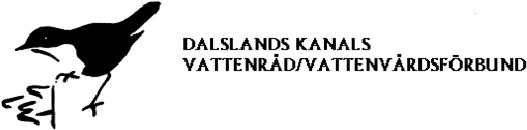 DALSLANDS KANALS
VATTENRÅD/VATTENVÅRDSFÖRBUND